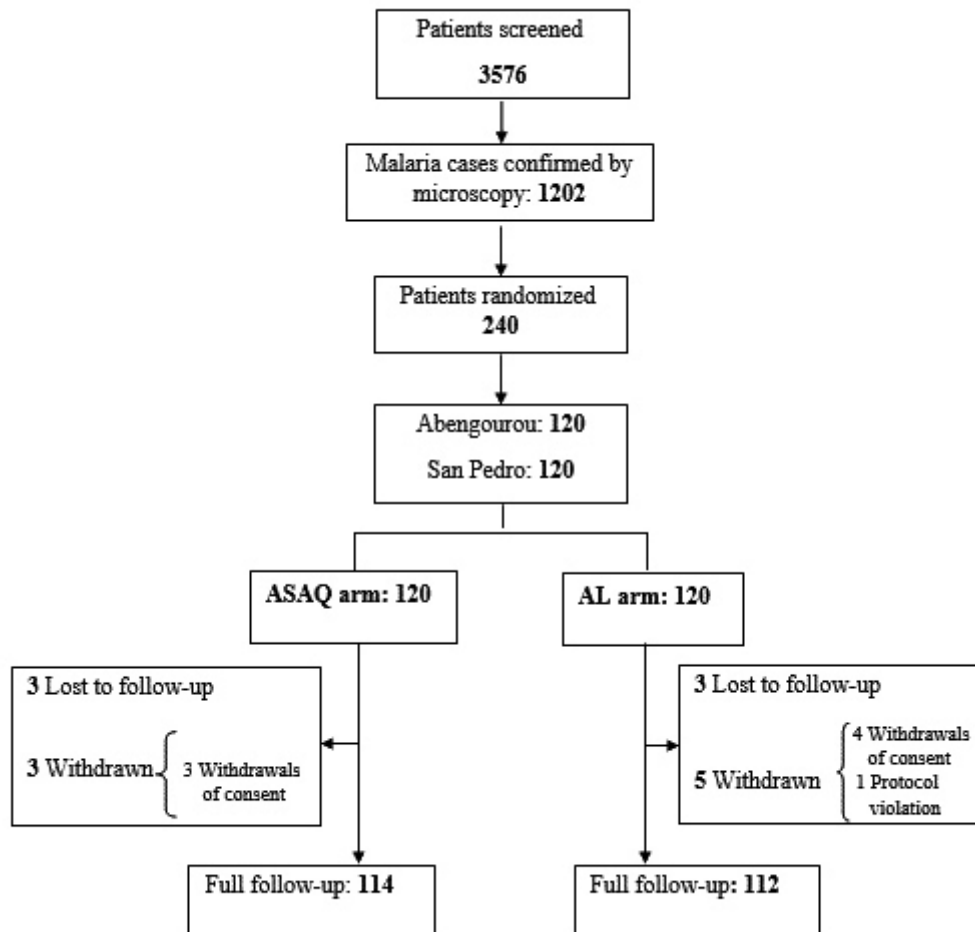 Patients screened
3576
Malaria cases confirmed by
microscopy: 1202
Patients randomized
240
Abengourou: 120
San Pedro: 120
ASAQ arm: 120
AL arm: 120
3 Lost to follow-up
3 Withdrawn
3 Withdrawals
of consent
3 Lost to follow-up
5 Withdrawn
4 Withdrawals
of consent
1 Protocol
violation
Full follow-up: 114
Full follow-up: 112